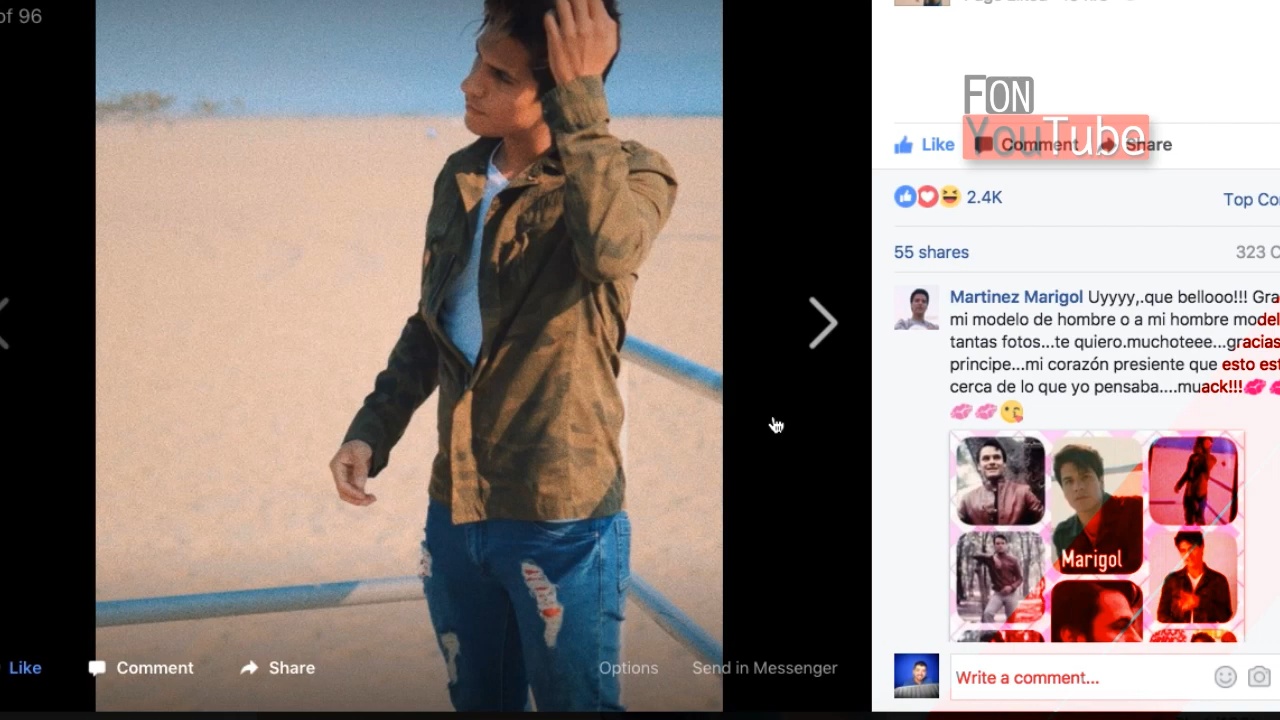 of 96
FON
YouTube
Like Comment Share
2.4K
Top Co
55 shares
323
Martinez Marigol Uyyyy,.que bellooo!!! Gra
mi modelo de hombre o a mi hombre model
tantas fotos...te quiero.muchoteee...gracias
principe...mi corazón presiente que esto est
cerca de lo que yo pensaba....muack!!!
Marigol
Like Comment Share Options Send in Messenger
Write a comment...